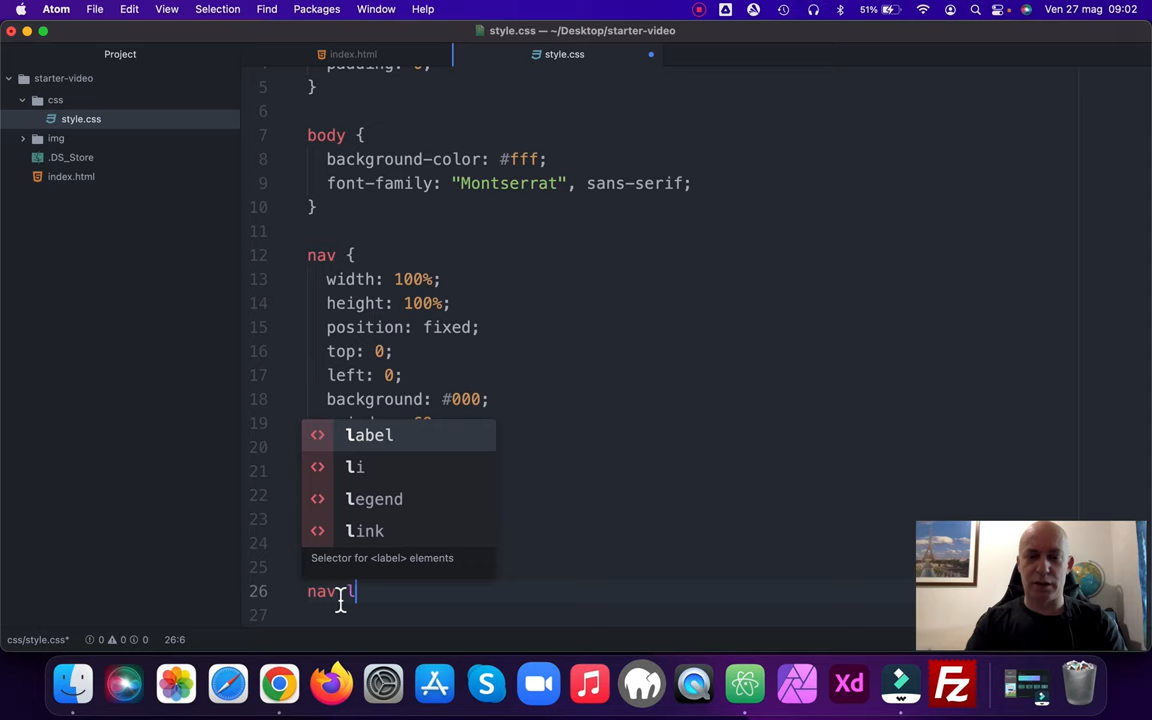 Atom File Edit View Selection Find Packages Window Help 51% Ven 27 mag 09:02
style.css — ~/Desktop/starter-video
Project index.html style.css
starter-video
css
style.css
img
.DS_Store
index.html
5 }
6
7 body {
8 background-color: #fff;
9 font-family: "Montserrat", sans-serif;
10 }
11
12 nav {
13 width: 100%;
14 height: 100%;
15 position: fixed;
16 top: 0;
17 left: 0;
18 background: #000;
19
20
21
22
23
24
25
label
li
legend
link
Selector for <label> elements
26 nav l
27
css/style.css* 0 0 0 26:6
Xd Fz